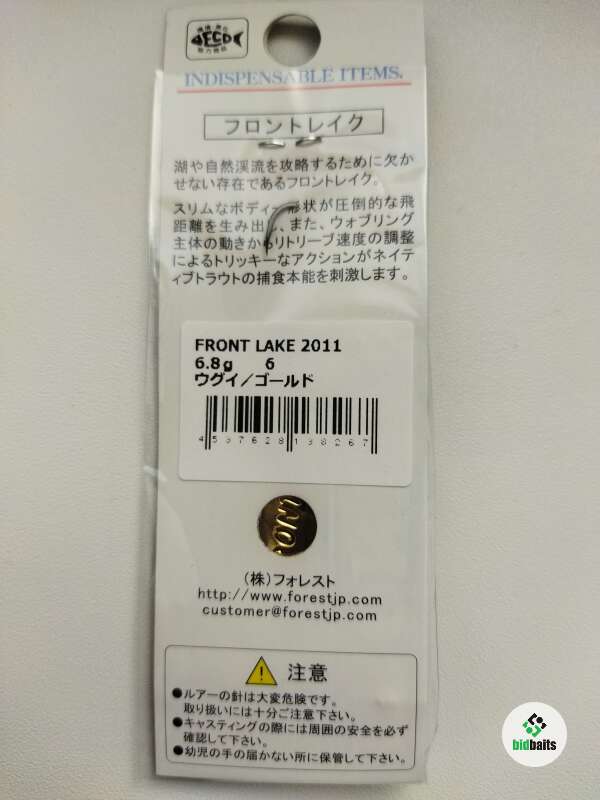 ECO
INDISPENSABLE ITEMS.
フロントレイク
湖や自然渓流を攻略するために欠か
せない存在であるフロントレイク。
スリムなボディー形状が圧倒的な飛
距離を生み出し、また、ウォブリング
主体の動きからリトリーブ速度の調整
によるトリッキーなアクションがネイテ
ィブトラウトの捕食本能を刺激します。
FRONT LAKE 2011
6.8g 6
ウグイ/ゴールド
4 597628 198267
(株)フォレスト
http://www.forestjp.com
customer@forestjp.com
注意
●ルアーの針は大変危険です。
取り扱いには十分ご注意下さい。
●キャスティングの際には周囲の安全を必ず
確認して下さい。
●幼児の手の届かない所に保管して下さい。
bidbaits